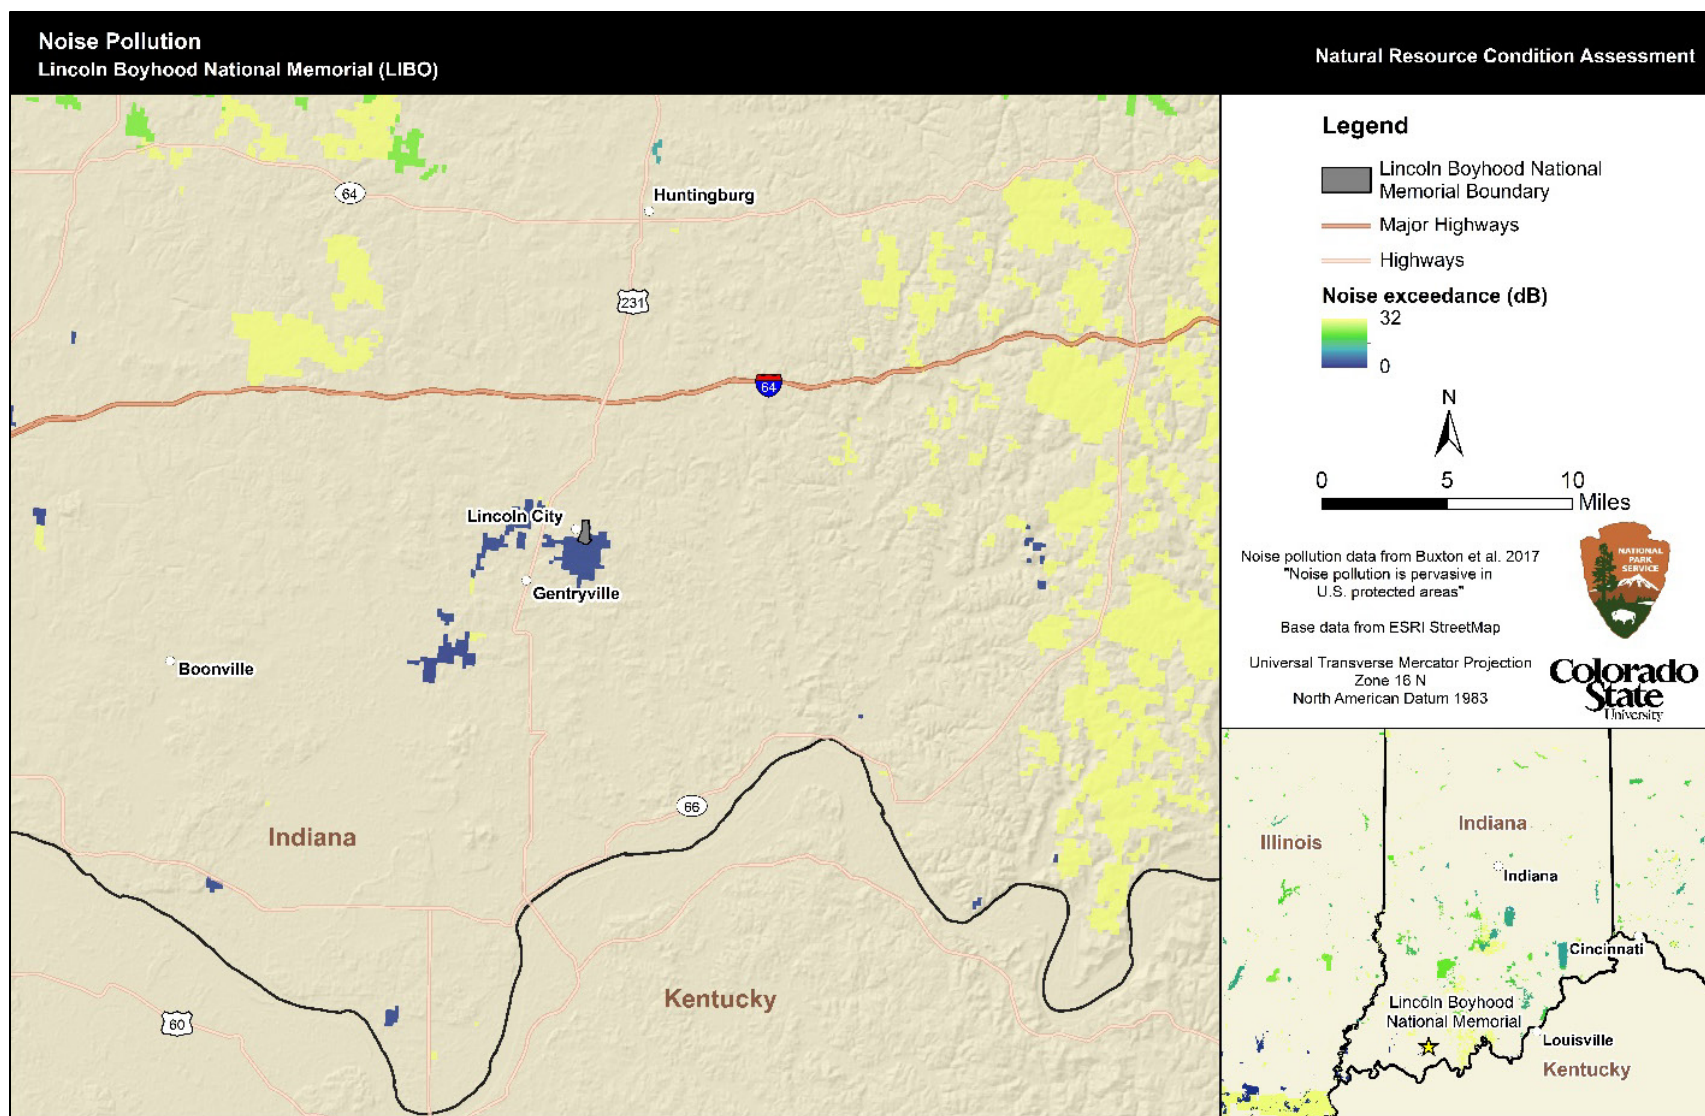 Noise Pollution
Lincoln Boyhood National Memorial (LIBO)
Natural Resource Condition Assessment
64
Huntingburg
231
64
Lincoln City
Gentryville
Boonville
66
Indiana
Kentucky
60
Legend
Lincoln Boyhood National
Memorial Boundary
Major Highways
Highways
Noise exceedance (dB)
32
0
N
0 5 10
Miles
Noise pollution data from Buxton et al. 2017
"Noise pollution is pervasive in
U.S. protected areas"
Base data from ESRI StreetMap
Universal Transverse Mercator Projection
Zone 16 N
North American Datum 1983
NATIONAL
PARK
SERVICE
Colorado
State
University
Illinois
Indiana
Indiana
Cincinnati
Lincoln Boyhood
National Memorial
Louisville
Kentucky